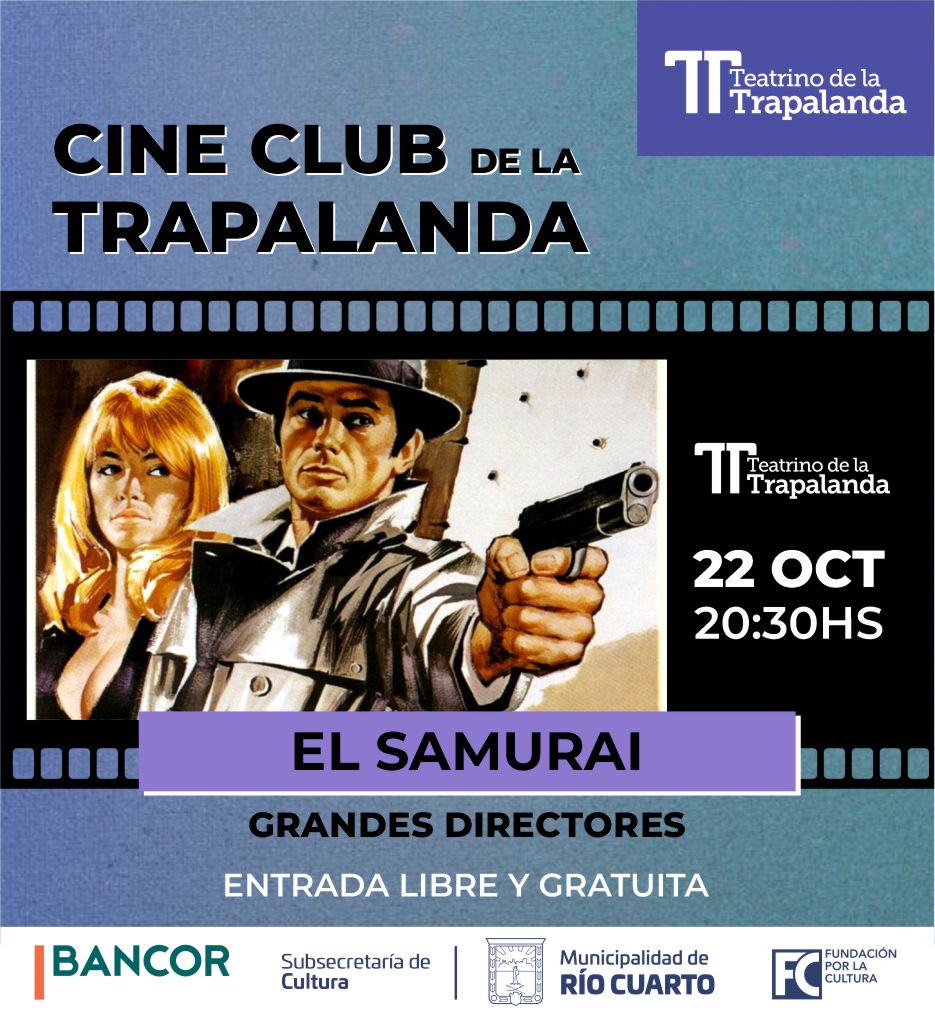 Teatrino de la
Trapalanda
CINE CLUB DE LA
TRAPALANDA
Teatrino de la
Trapalanda
22 OCT
20:30HS
EL SAMURAI
GRANDES DIRECTORES
ENTRADA LIBRE Y GRATUITA
BANCOR
Subsecretaría de
Cultura
Municipalidad de
RÍO CUARTO
FC
FUNDACIÓN
POR LA
CULTURA